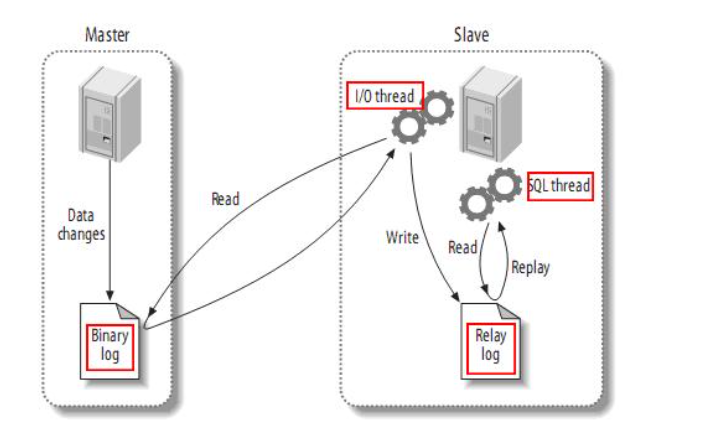 Master
Slave
I/O thread
SQL thread
Read
Data
changes
Write
Read
Replay
Binary
log
Relay
log